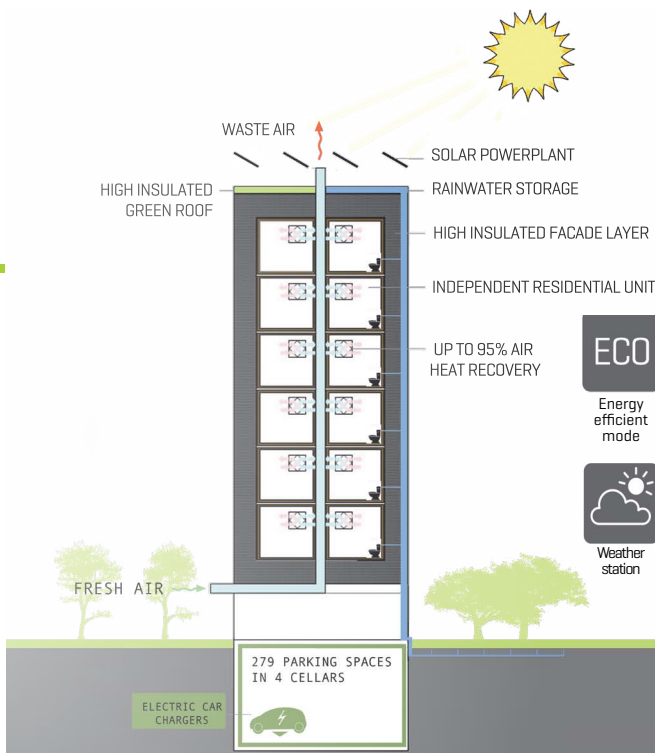 WASTE AIR
SOLAR POWERPLANT
HIGH INSULATED
GREEN ROOF
RAINWATER STORAGE
HIGH INSULATED FACADE LAYER
INDEPENDENT RESIDENTIAL UNIT
UP TO 95% AIR
HEAT RECOVERY
ECO
Energy
efficient
mode
Weather
station
FRESH AIR
279 PARKING SPACES
IN 4 CELLARS
ELECTRIC CAR
CHARGERS